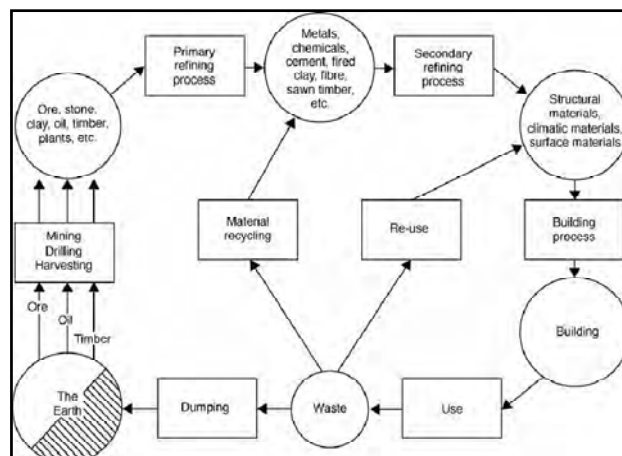 Ore, stone,
clay, oil, timber,
plants, etc.
Primary
refining
process
Metals,
chemicals,
cement, fired
clay, fibre,
sawn timber,
etc.
Secondary
refining
process
Structural
materials,
climatic materials,
surface materials
Mining
Drilling
Harvesting
Material
recycling
Re-use
Building
process
Ore
Oil
Timber
Building
The
Earth
Dumping
Waste
Use